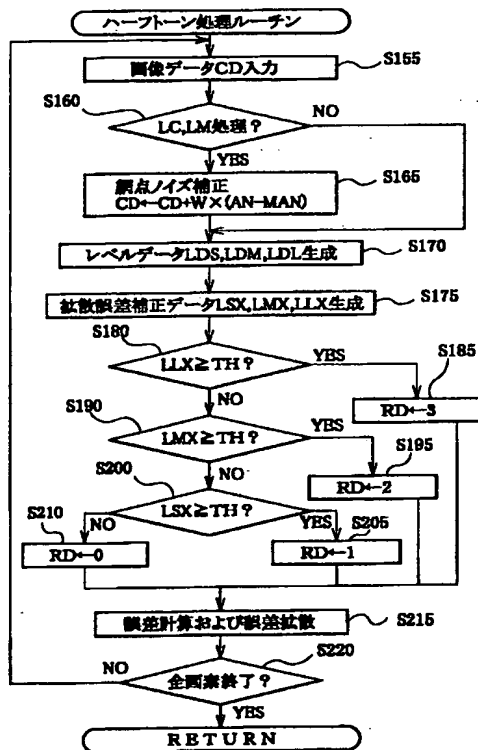 ハーフトーン処理ルーチン
画像データCD入力
S155
S160
LC,LM処理？
NO
YES
S165
網点ノイズ補正
CD←CD+W×(AN−MAN)
レベルデータLDS,LDM,LDL生成
S170
拡散誤差補正データLSX,LMX,LLX生成
S175
S180
LLX≧TH？
YES
S185
NO
RD←3
S190
LMX≧TH？
YES
S195
NO
RD←2
S200
LSX≧TH？
S210
NO
YES
S205
RD←0
RD←1
誤差計算および誤差拡散
S215
NO
S220
全画素終了？
YES
RETURN